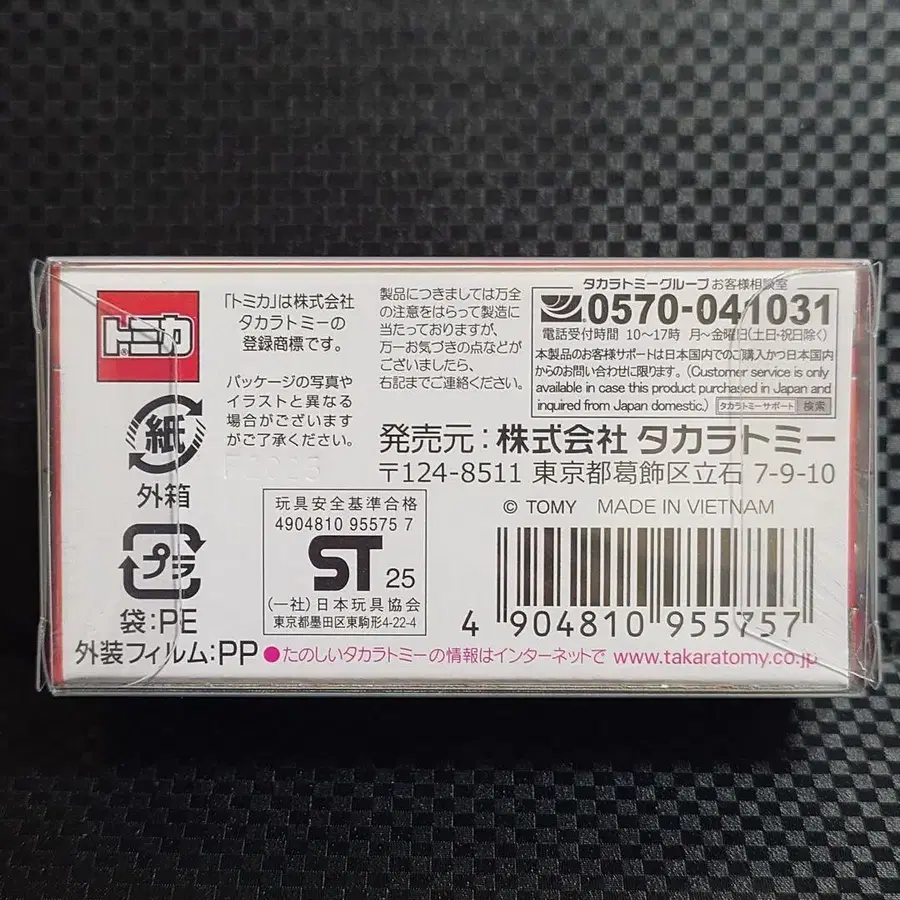 トミカ
®
「トミカ」は株式会社
タカラトミーの
登録商標です。
パッケージの写真や
イラストと異なる
場合がございます
がご了承ください。
製品につきましては万全
の注意をはらって製造に
当たっておりますが、
万一お気づきの点などが
ございましたら、
右記までご連絡ください。
タカラトミーグループ お客様相談室
0570-041031
電話受付時間 10〜17時 月〜金曜日(土日・祝日除く)
本製品のお客様サポートは日本国内でのご購入かつ日本国内
からのお問い合わせに限ります。(Customer service is only
available in case this product purchased in Japan and
inquired from Japan domestic.) タカラトミーサポート 検索
発売元:株式会社 タカラトミー
〒124-8511 東京都葛飾区立石 7-9-10
© TOMY MADE IN VIETNAM
紙
外箱
プラ
袋:PE
外装フィルム:PP
玩具安全基準合格
4904810 95575 7
ST 25
(一社)日本玩具協会
東京都墨田区東駒形4-22-4
4 904810 955757
●たのしいタカラトミーの情報はインターネットで www.takaratomy.co.jp